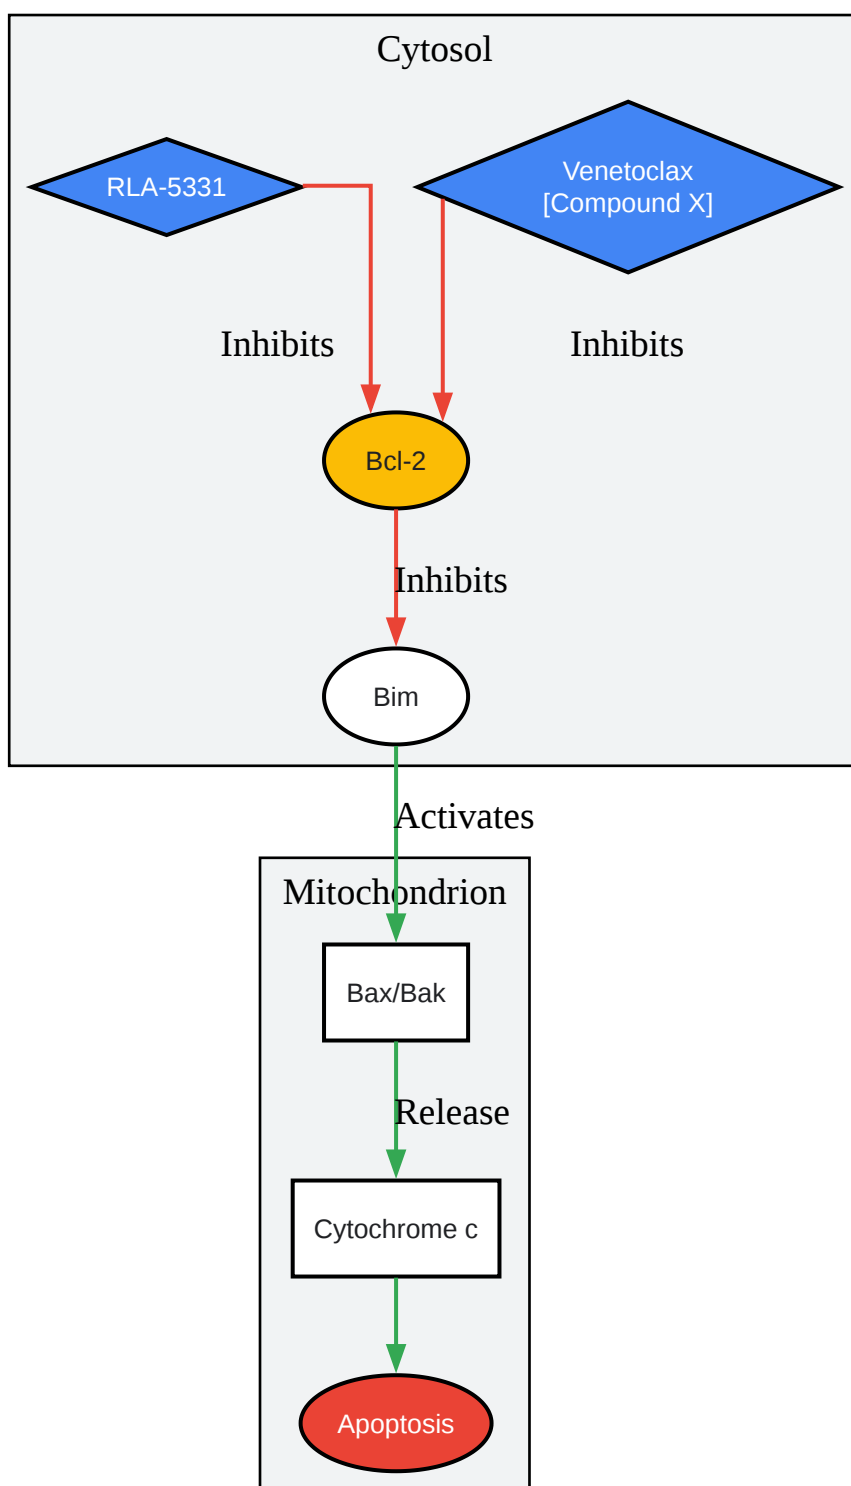 Cytosol
RLA-5331
Venetoclax
[Compound X]
Inhibits
Inhibits
Bcl-2
Inhibits
Bim
Activates
Mitochondrion
Bax/Bak
Release
Cytochrome c
Apoptosis